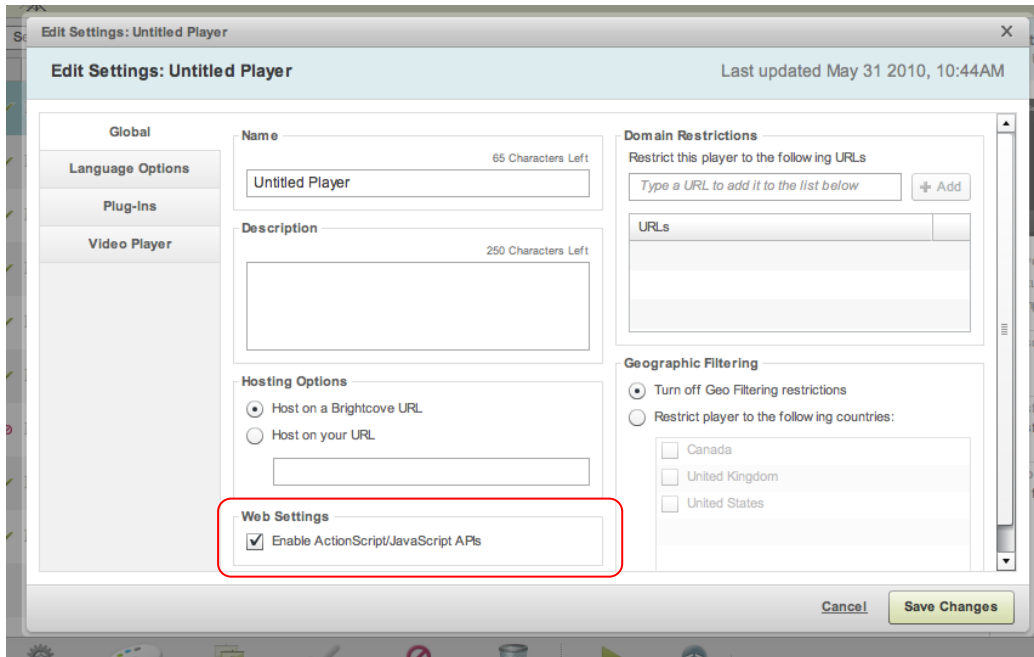 Se
Edit Settings: Untitled Player
X
Edit Settings: Untitled Player
Last updated May 31 2010, 10:44AM
Global
Language Options
Plug-Ins
Video Player
Name
65 Characters Left
Untitled Player
Description
250 Characters Left
Hosting Options
Host on a Brightcove URL
Host on your URL
Web Settings
Enable ActionScript/JavaScript APIs
Domain Restrictions
Restrict this player to the following URLs
Type a URL to add it to the list below
+ Add
URLs
Geographic Filtering
Turn off Geo Filtering restrictions
Restrict player to the following countries:
Canada
United Kingdom
United States
Cancel
Save Changes